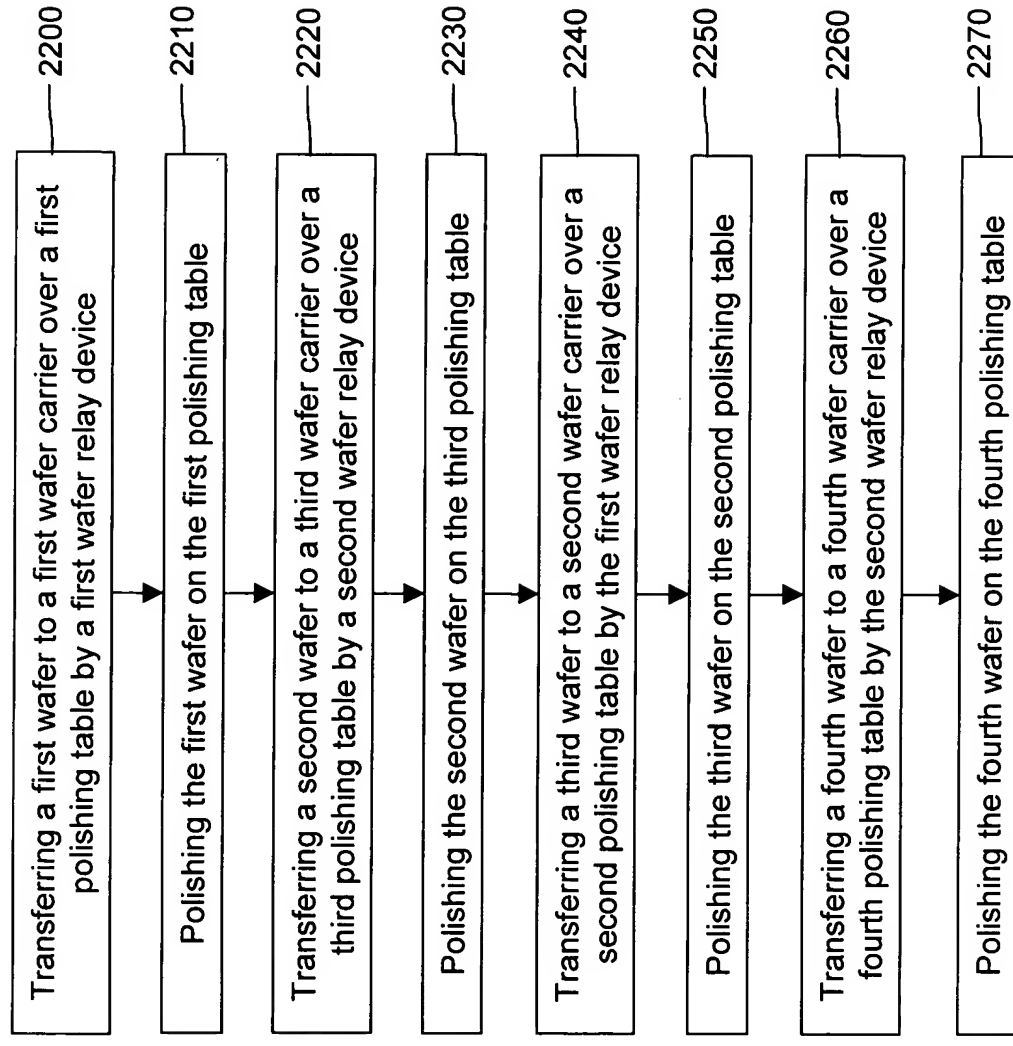 Transferring a first wafer to a first wafer carrier over a first
polishing table by a first wafer relay device
2200
Polishing the first wafer on the first polishing table
2210
Transferring a second wafer to a third wafer carrier over a
third polishing table by a second wafer relay device
2220
Polishing the second wafer on the third polishing table
2230
Transferring a third wafer to a second wafer carrier over a
second polishing table by the first wafer relay device
2240
Polishing the third wafer on the second polishing table
2250
Transferring a fourth wafer to a fourth wafer carrier over a
fourth polishing table by the second wafer relay device
2260
Polishing the fourth wafer on the fourth polishing table
2270